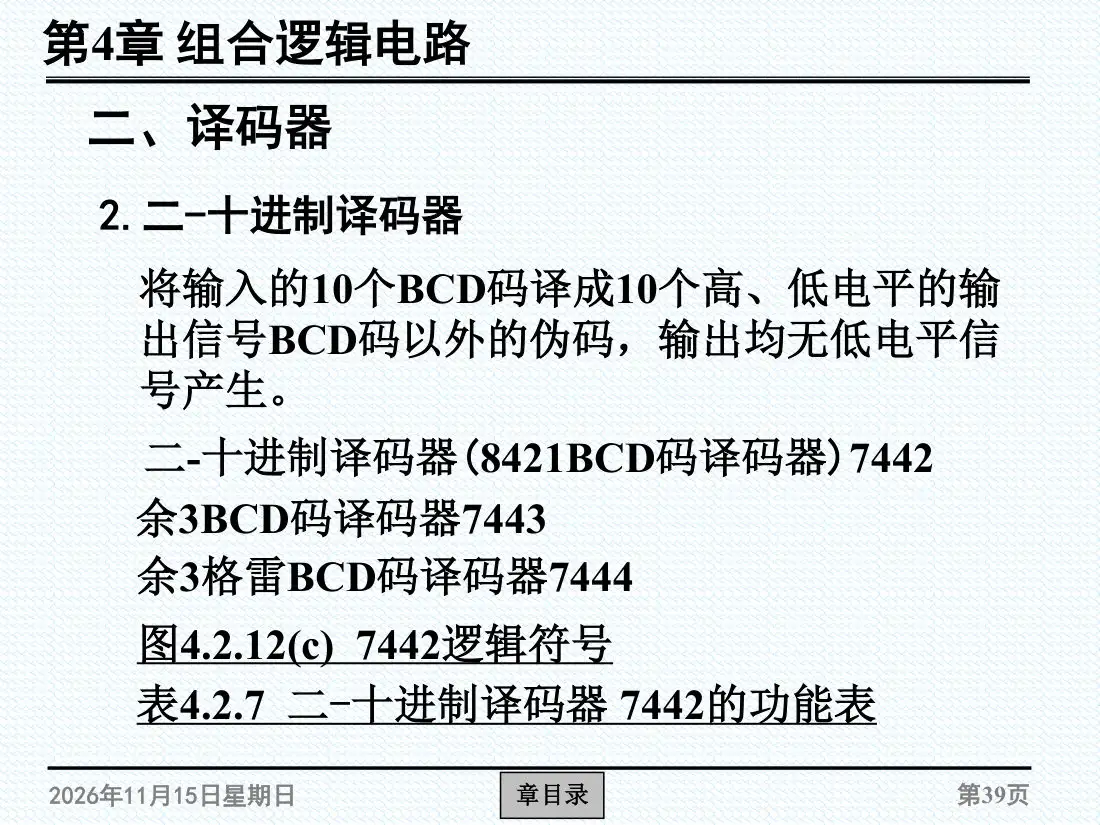 第4章 组合逻辑电路
二、译码器
2.二-十进制译码器
将输入的10个BCD码译成10个高、低电平的输
出信号BCD码以外的伪码，输出均无低电平信
号产生。
二-十进制译码器(8421BCD码译码器)7442
余3BCD码译码器7443
余3格雷BCD码译码器7444
图4.2.12(c) 7442逻辑符号
表4.2.7 二-十进制译码器 7442的功能表
2026年11月15日星期日
章目录
第39页